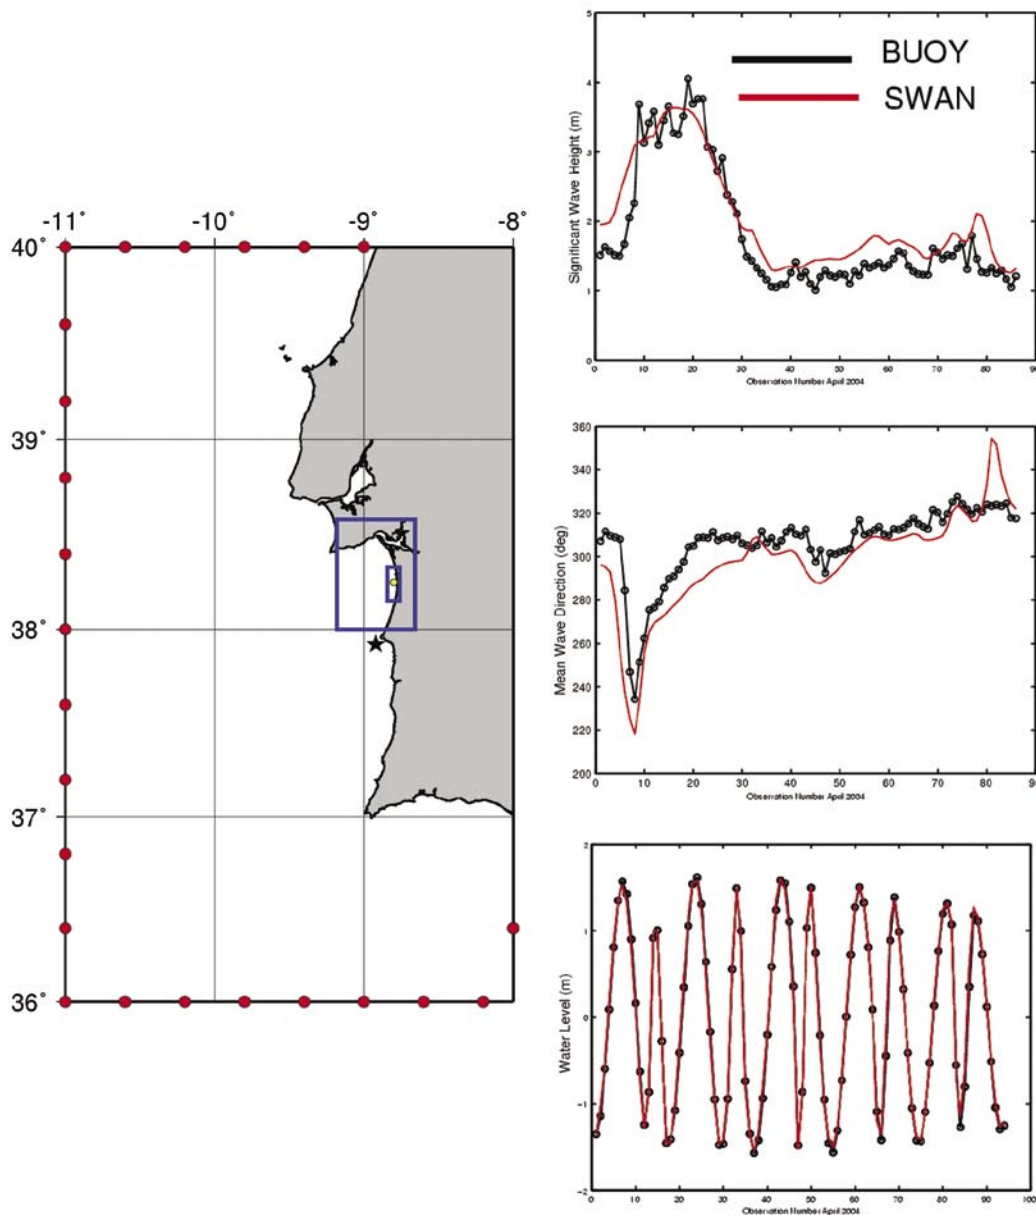 -11° -10° -9° -8°
40°
39°
38°
37°
36°
BUOY
SWAN
Significant Wave Height (m)
5
4
3
2
1
0
0 10 20 30 40 50 60 70 80 90
Observation Number April 2004
Mean Wave Direction (deg)
360
340
320
300
280
260
240
220
200
0 10 20 30 40 50 60 70 80 90
Observation Number April 2004
Water Level (m)
2
1
0
-1
-2
0 10 20 30 40 50 60 70 80 90 100
Observation Number April 2004